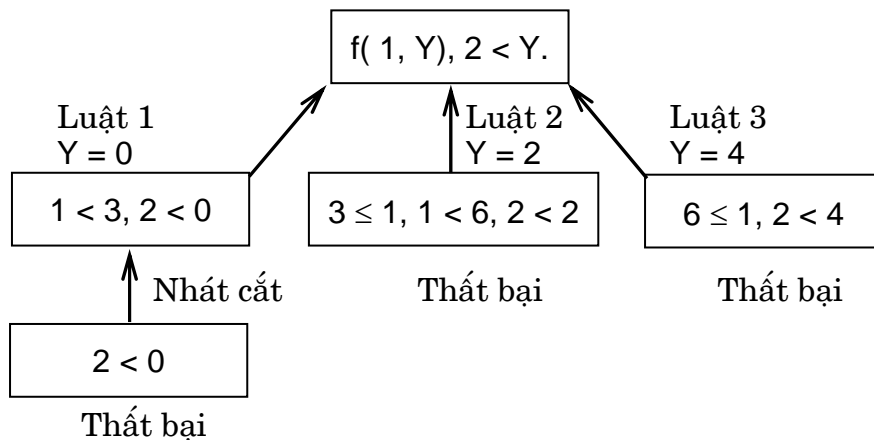 f( 1, Y), 2 < Y.
Luật 1
Y = 0
Luật 2
Y = 2
Luật 3
Y = 4
1 < 3, 2 < 0
3 ≤ 1, 1 < 6, 2 < 2
6 ≤ 1, 2 < 4
Nhát cắt
Thất bại
Thất bại
2 < 0
Thất bại